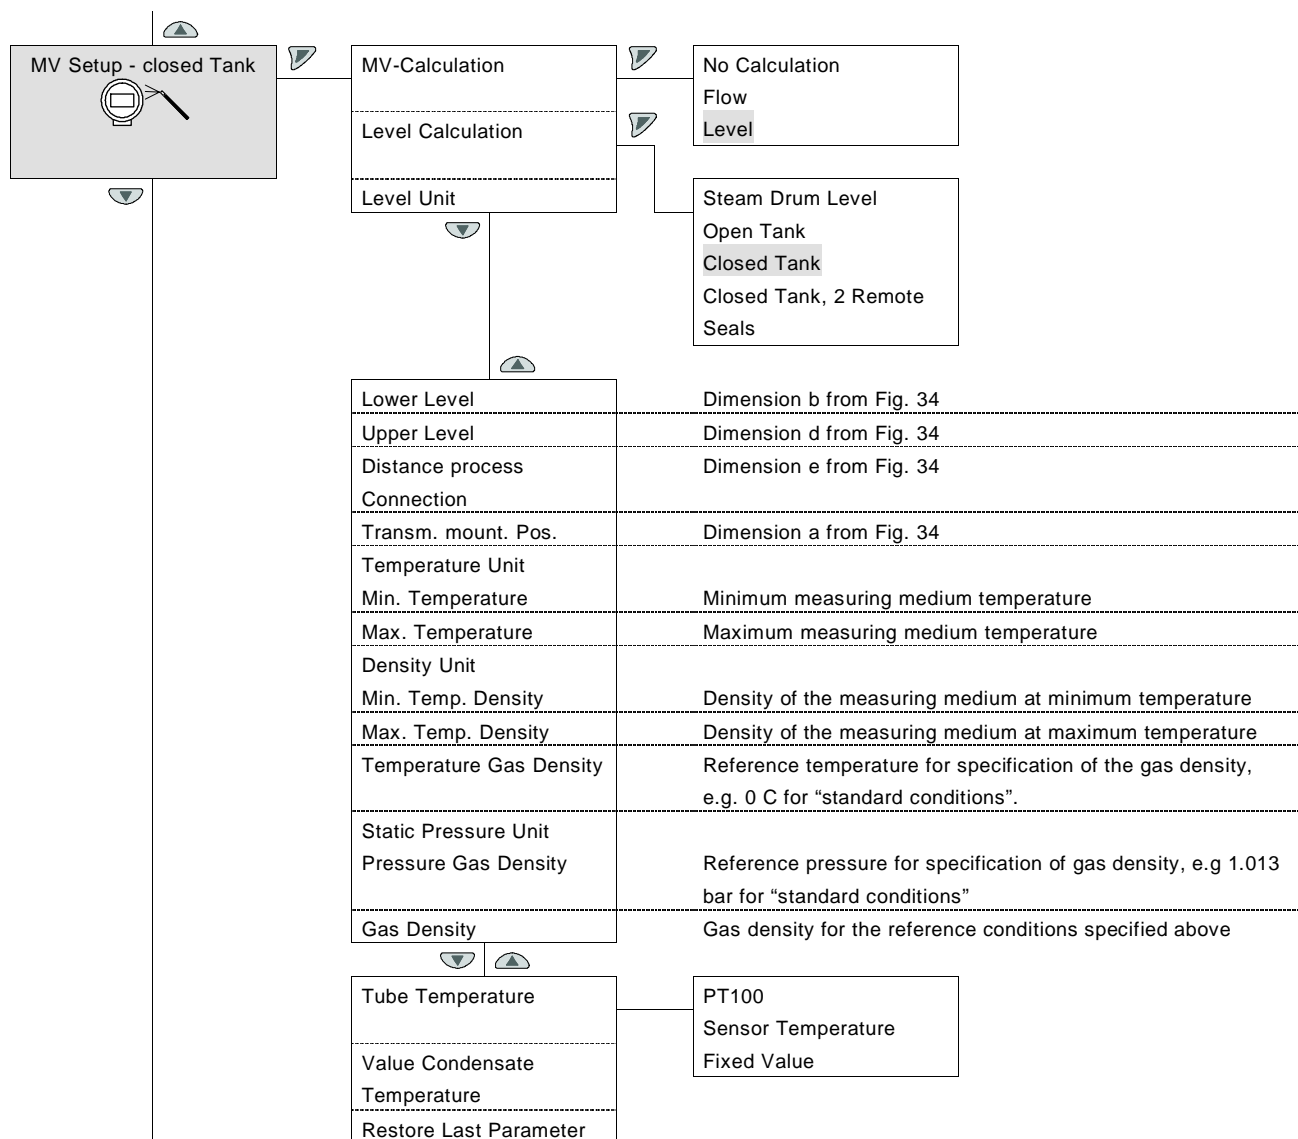 MV Setup - closed Tank
MV-Calculation
Level Calculation
Level Unit
No Calculation
Flow
Level
Steam Drum Level
Open Tank
Closed Tank
Closed Tank, 2 Remote
Seals
Lower Level
Dimension b from Fig. 34
Upper Level
Dimension d from Fig. 34
Distance process
Connection
Dimension e from Fig. 34
Transm. mount. Pos.
Dimension a from Fig. 34
Temperature Unit
Min. Temperature
Minimum measuring medium temperature
Max. Temperature
Maximum measuring medium temperature
Density Unit
Min. Temp. Density
Density of the measuring medium at minimum temperature
Max. Temp. Density
Density of the measuring medium at maximum temperature
Temperature Gas Density
Reference temperature for specification of the gas density,
e.g. 0 C for “standard conditions”.
Static Pressure Unit
Pressure Gas Density
Reference pressure for specification of gas density, e.g 1.013
bar for “standard conditions”
Gas Density
Gas density for the reference conditions specified above
Tube Temperature
PT100
Sensor Temperature
Fixed Value
Value Condensate
Temperature
Restore Last Parameter